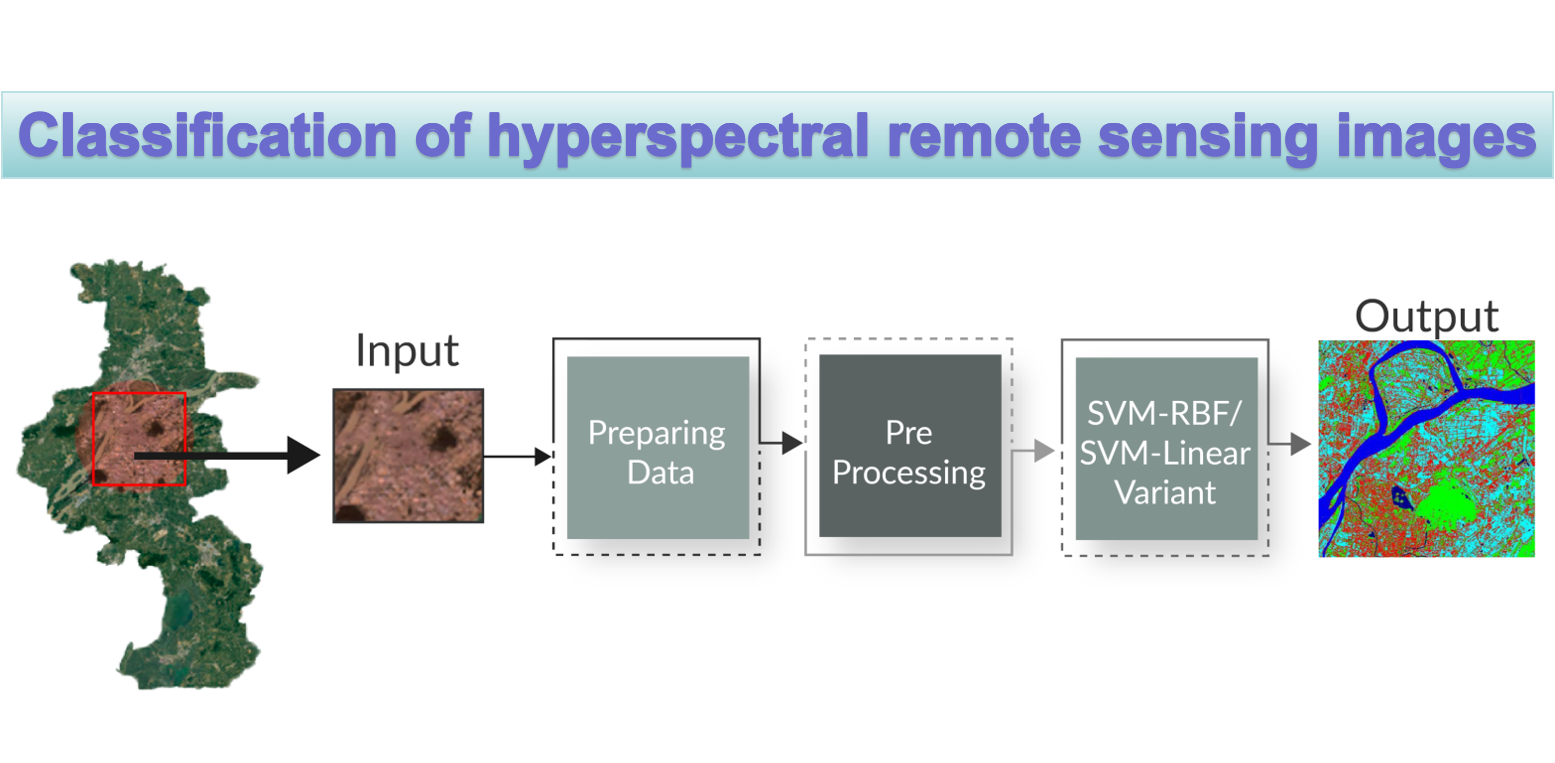 Classification of hyperspectral remote sensing images
Input
Preparing
Data
Pre
Processing
SVM-RBF/
SVM-Linear
Variant
Output